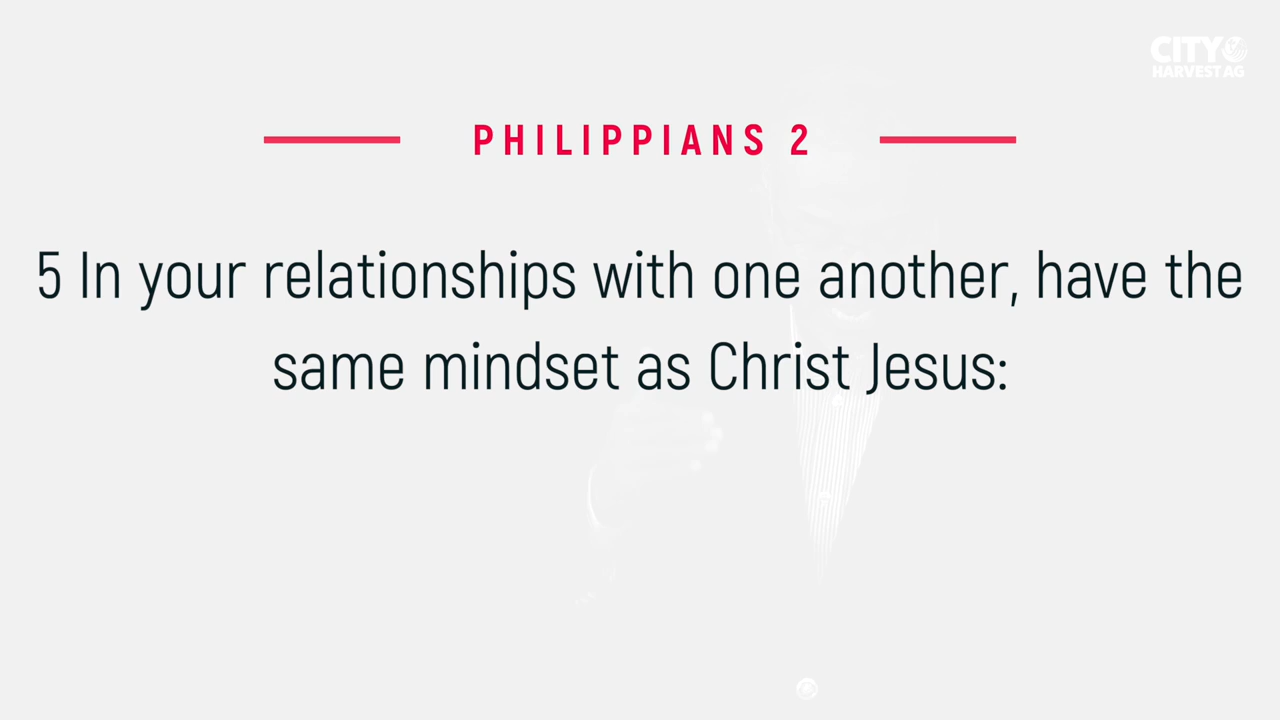 CITY
HARVEST AG
PHILIPPIANS 2
5 In your relationships with one another, have the
same mindset as Christ Jesus: